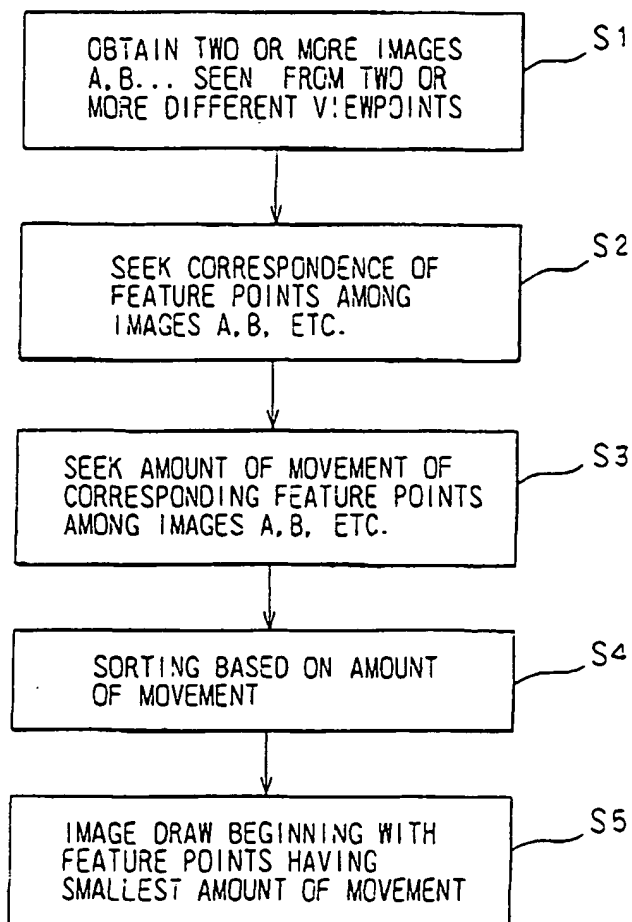 OBTAIN TWO OR MORE IMAGES
A,B... SEEN FROM TWO OR
MORE DIFFERENT VIEWPOINTS
S1
SEEK CORRESPONDENCE OF
FEATURE POINTS AMONG
IMAGES A,B, ETC.
S2
SEEK AMOUNT OF MOVEMENT OF
CORRESPONDING FEATURE POINTS
AMONG IMAGES A,B, ETC.
S3
SORTING BASED ON AMOUNT
OF MOVEMENT
S4
IMAGE DRAW BEGINNING WITH
FEATURE POINTS HAVING
SMALLEST AMOUNT OF MOVEMENT
S5